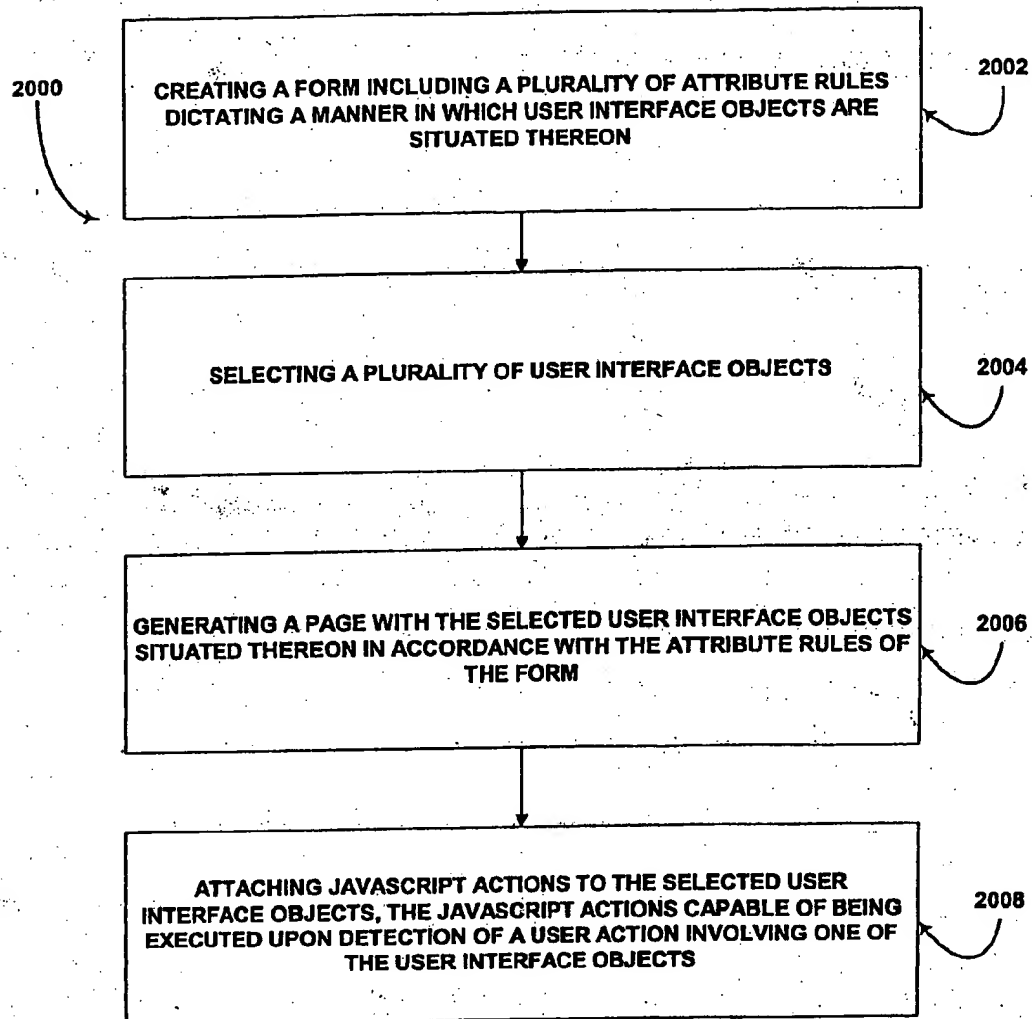 2000
CREATING A FORM INCLUDING A PLURALITY OF ATTRIBUTE RULES
DICTATING A MANNER IN WHICH USER INTERFACE OBJECTS ARE
SITUATED THEREON
2002
SELECTING A PLURALITY OF USER INTERFACE OBJECTS
2004
GENERATING A PAGE WITH THE SELECTED USER INTERFACE OBJECTS
SITUATED THEREON IN ACCORDANCE WITH THE ATTRIBUTE RULES OF
THE FORM
2006
ATTACHING JAVASCRIPT ACTIONS TO THE SELECTED USER
INTERFACE OBJECTS, THE JAVASCRIPT ACTIONS CAPABLE OF BEING
EXECUTED UPON DETECTION OF A USER ACTION INVOLVING ONE OF
THE USER INTERFACE OBJECTS
2008